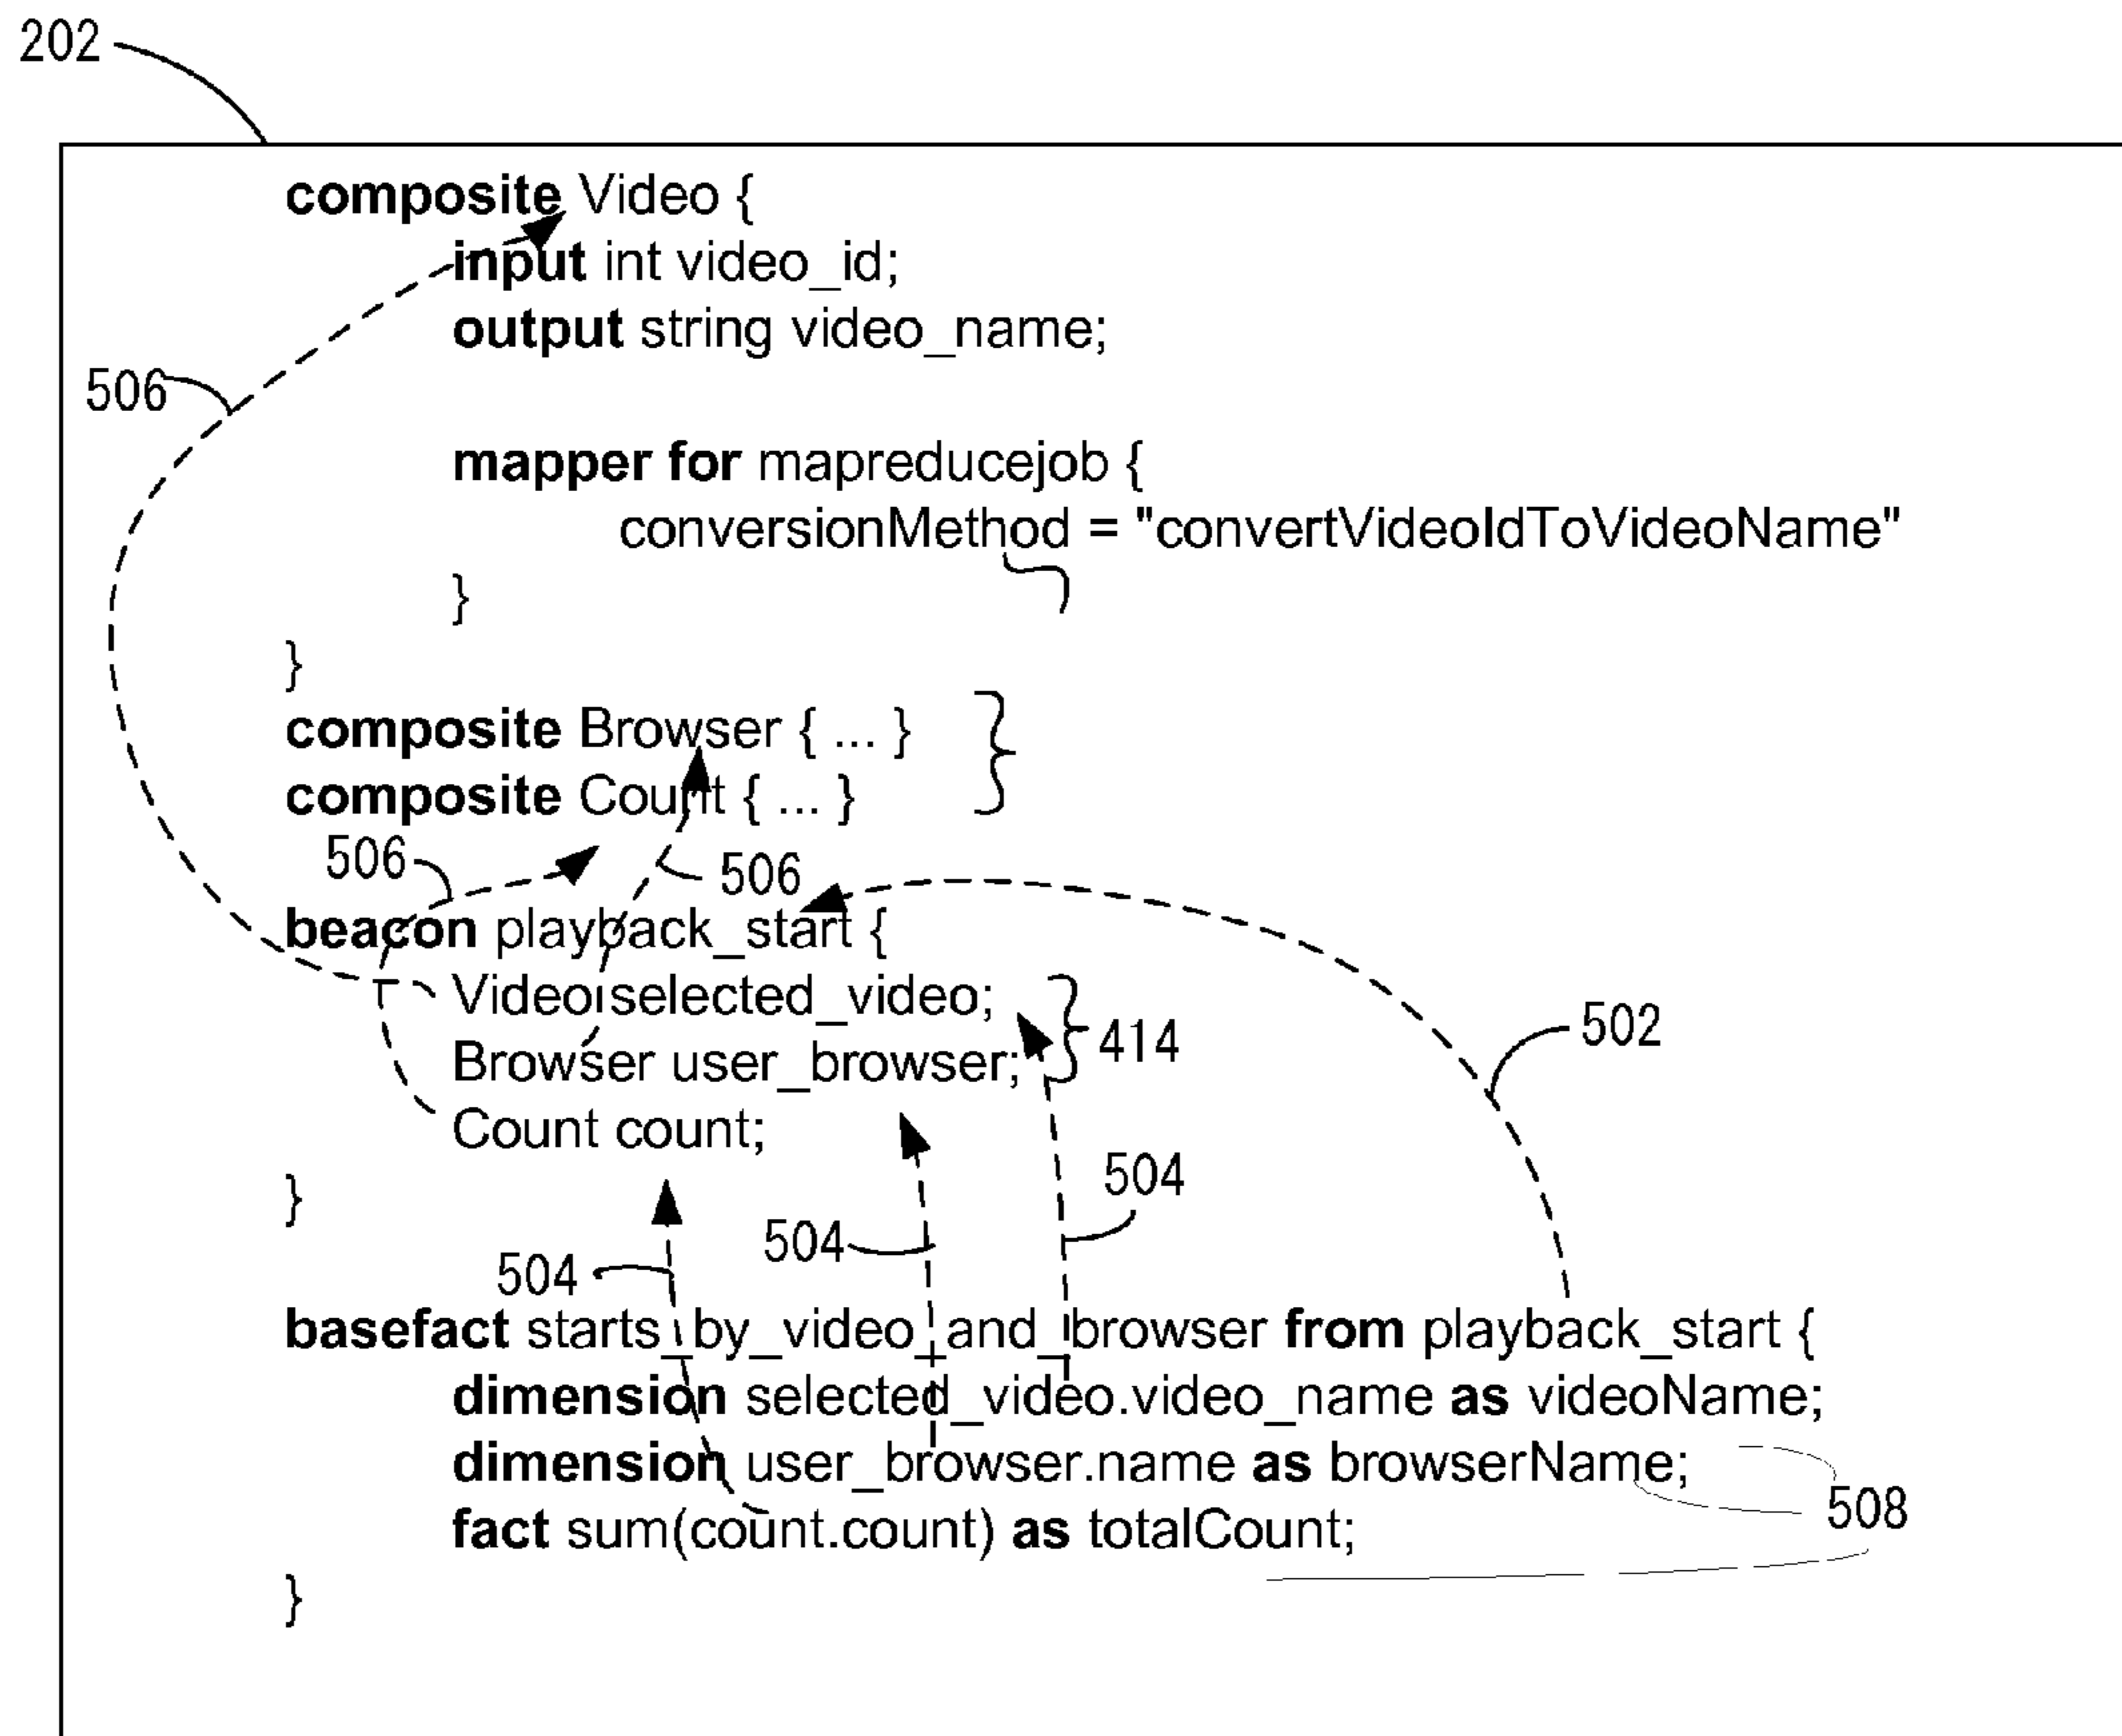 202
composite Video {
input int video_id;
output string video_name;
506
mapper for mapreducejob {
conversionMethod = "convertVideoIdToVideoName"
}
}
composite Browser { ... }
composite Count { ... }
506
506
beacon playback_start {
Video selected_video;
502
414
Browser user_browser;
Count count;
504
}
504
504
basefact starts_by_video_and_browser from playback_start {
dimension selected_video.video_name as videoName;
dimension user_browser.name as browserName;
508
fact sum(count.count) as totalCount;
}